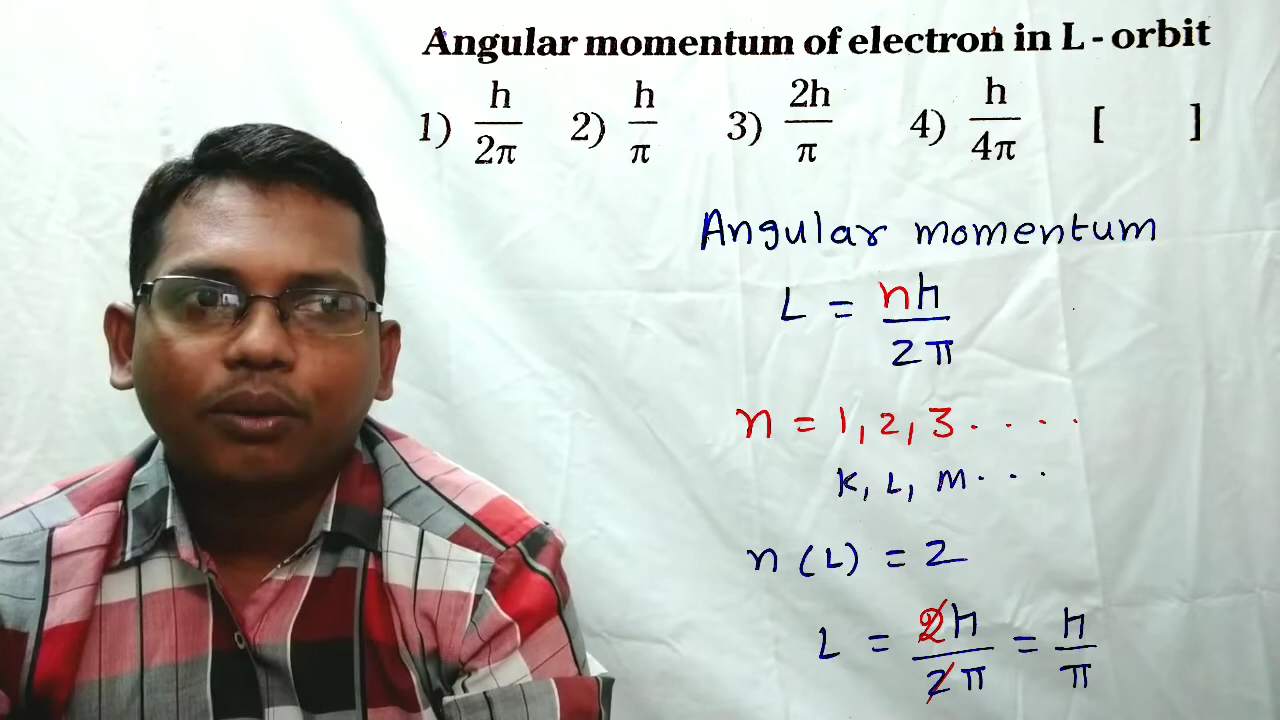 Angular momentum of electron in L - orbit
1) h/2π 2) h/π 3) 2h/π 4) h/4π [ ]
Angular momentum
L = nh/2π
n = 1, 2, 3 . . . .
K, L, M . . .
n (L) = 2
L = 2h/2π = h/π